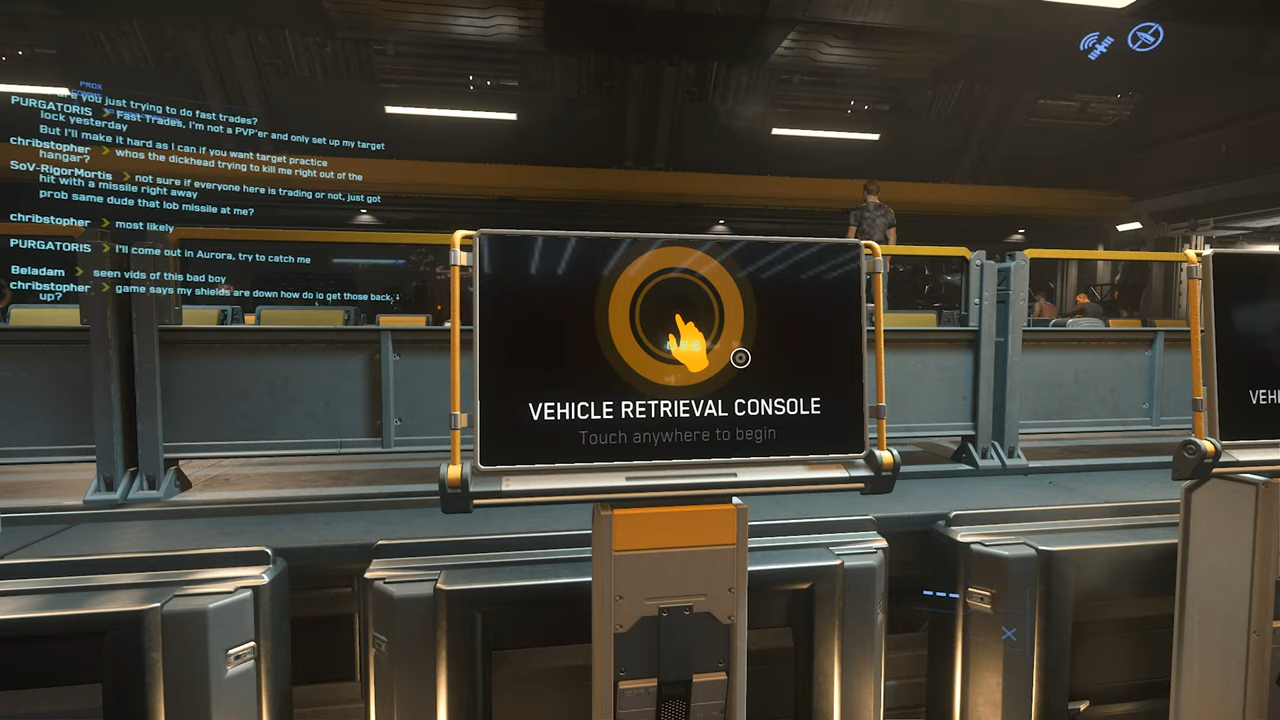 PROX
are you just trying to do fast trades?
PURGATORIS > Fast Trades, I'm not a PVP'er and only set up my target
lock yesterday
But I'll make it hard as I can if you want target practice
chribstopher > whos the dickhead trying to kill me right out of the
hangar?
SoV-RigorMortis > not sure if everyone here is trading or not, just got
hit with a missile right away
prob same dude that lob missile at me?
chribstopher > most likely
PURGATORIS > I'll come out in Aurora, try to catch me
Beladam > seen vids of this bad boy
chribstopher > game says my shields are down how do io get those back
up?
VEHICLE RETRIEVAL CONSOLE
Touch anywhere to begin
VEHI